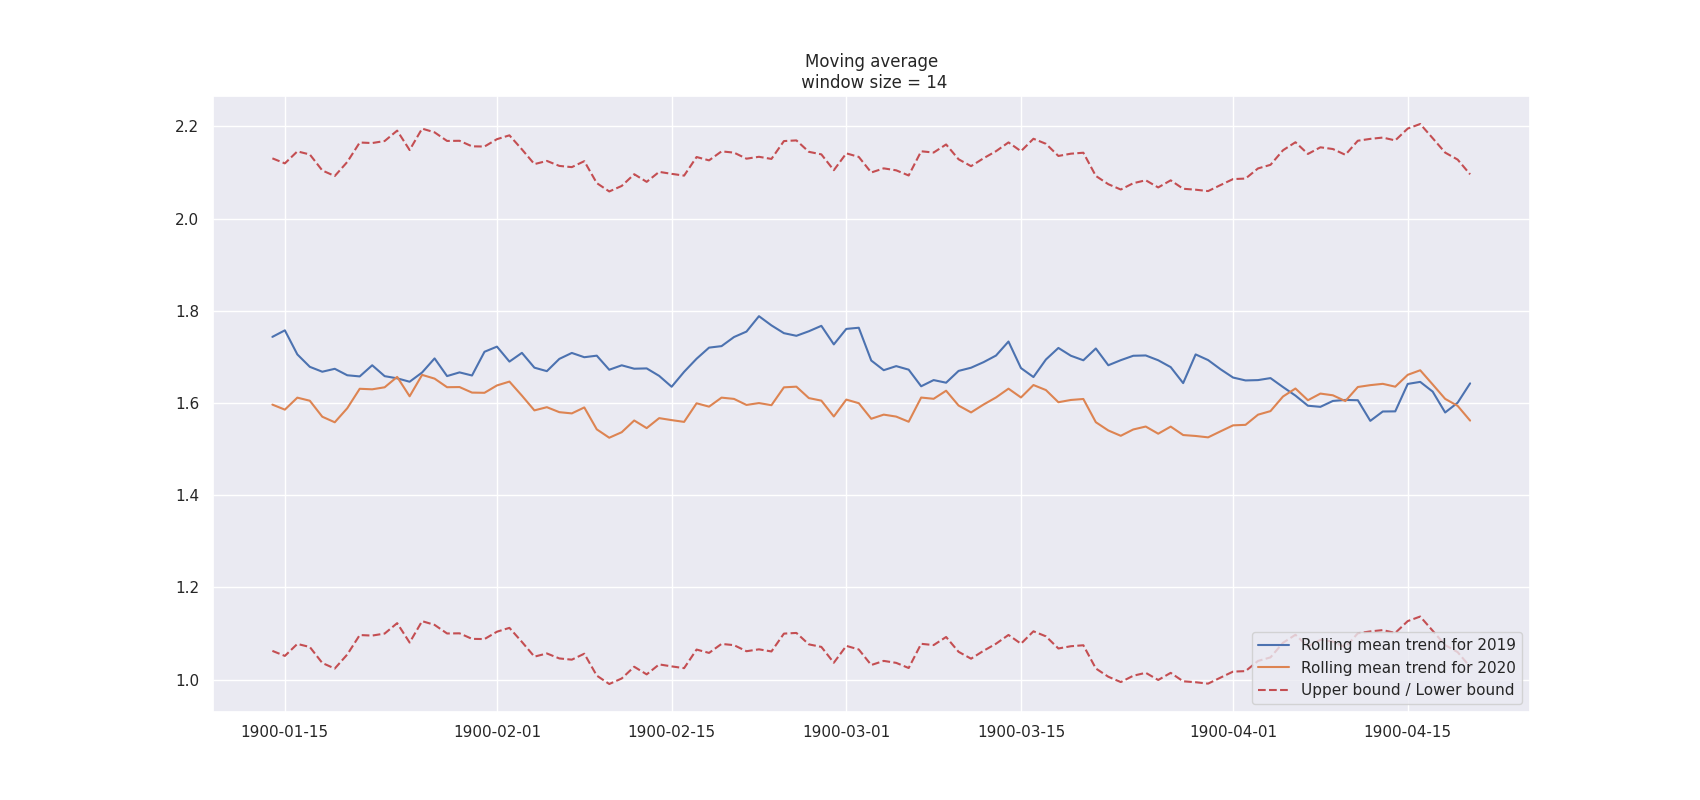 Moving average
window size = 14
2.2
2.0
1.8
1.6
1.4
1.2
1.0
Rolling mean trend for 2019
Rolling mean trend for 2020
Upper bound / Lower bound
1900-01-15
1900-02-01
1900-02-15
1900-03-01
1900-03-15
1900-04-01
1900-04-15